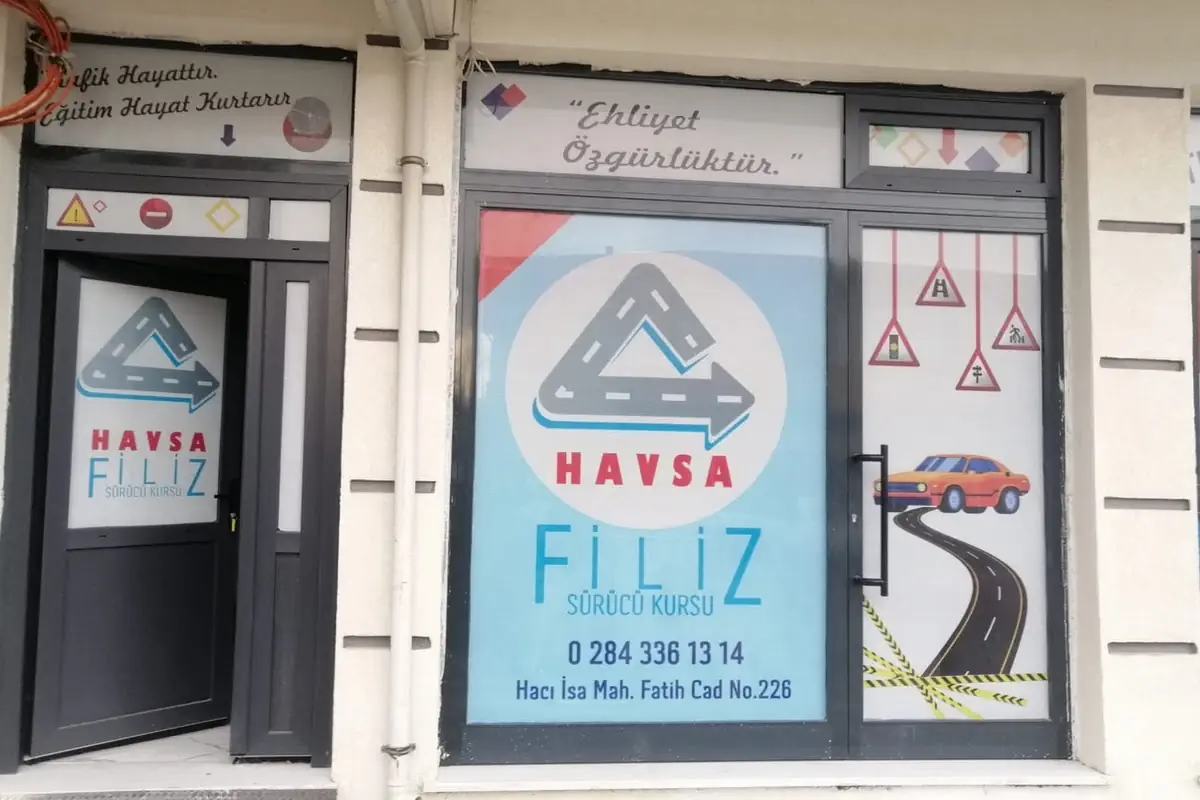 Hayattır.
Eğitim Hayat Kurtarır
HAVSA
FİLİZ
SÜRÜCÜ KURSU
"Ehliyet
Özgürlüktür."
HAVSA
FİLİZ
SÜRÜCÜ KURSU
0 284 336 13 14
Hacı İsa Mah. Fatih Cad No.226